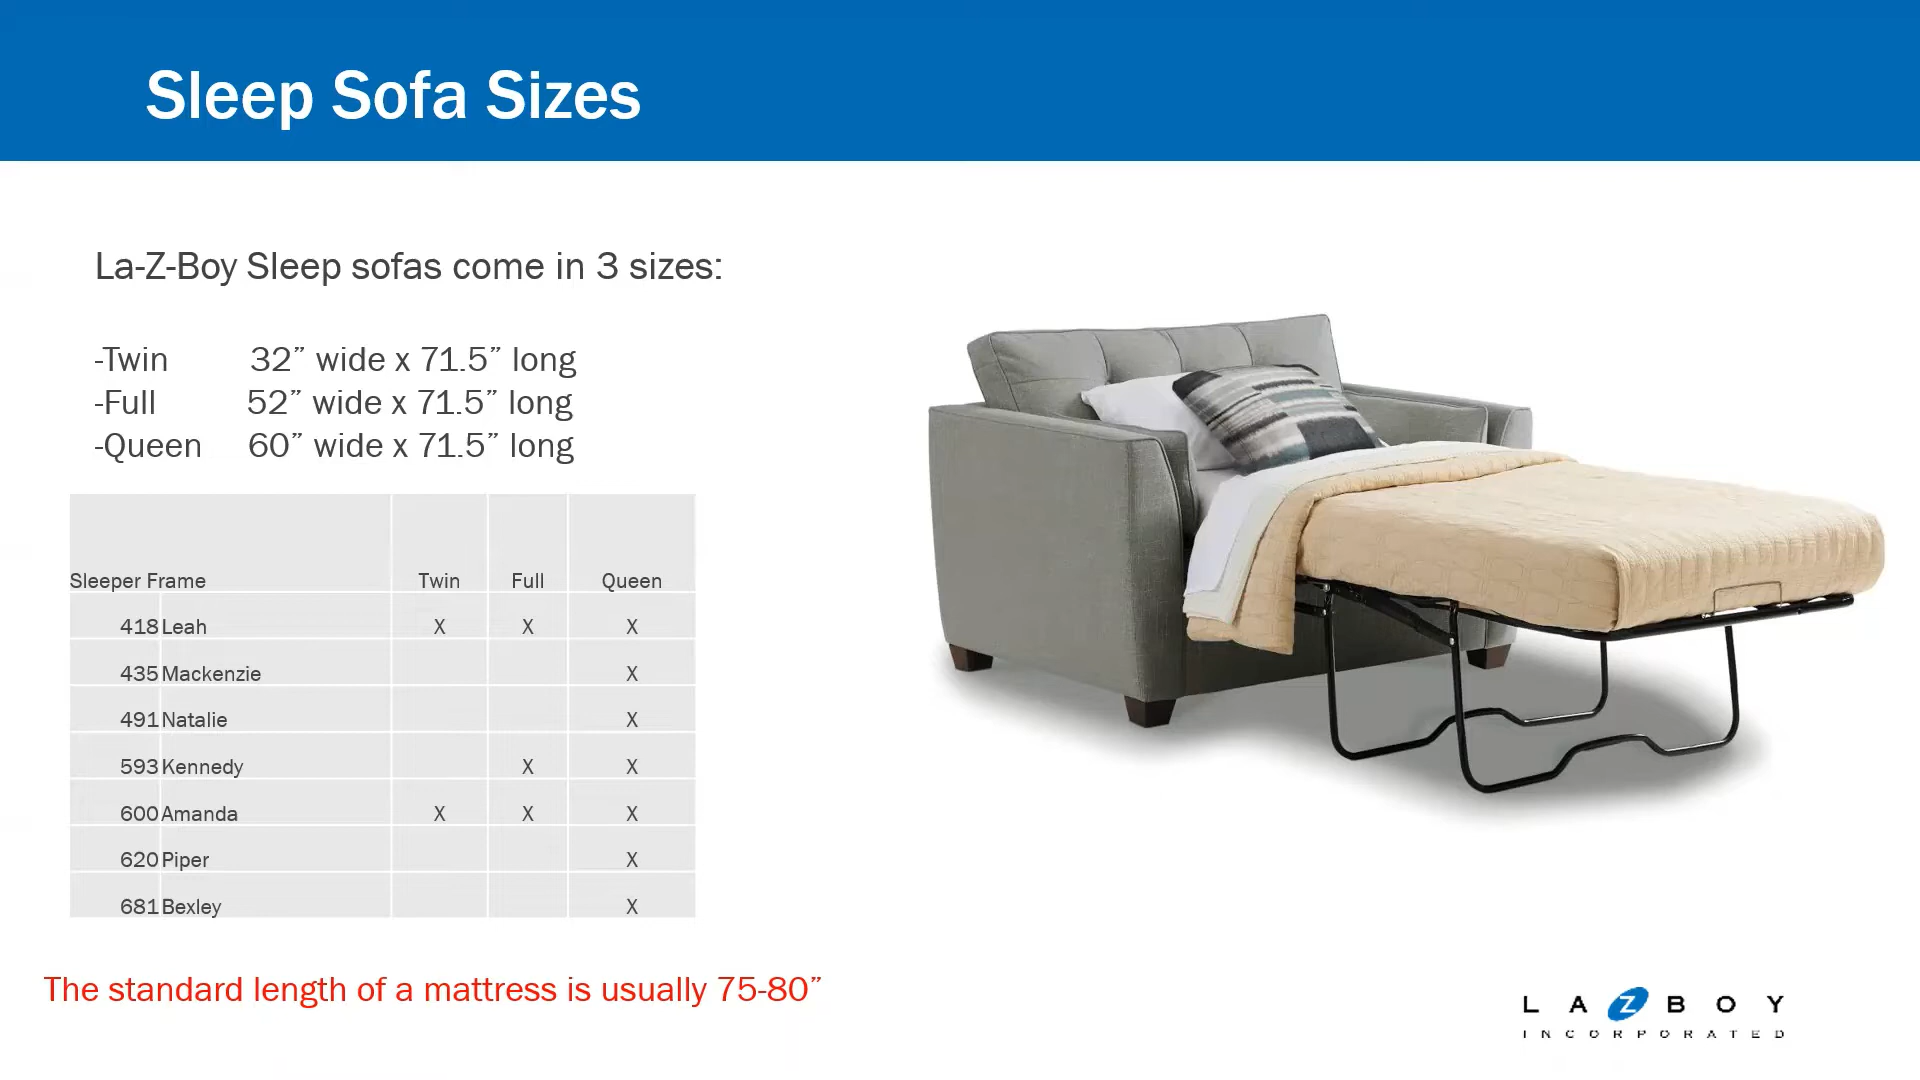 Sleep Sofa Sizes
La-Z-Boy Sleep sofas come in 3 sizes:
-Twin 32” wide x 71.5” long
-Full 52” wide x 71.5” long
-Queen 60” wide x 71.5” long
Sleeper Frame Twin Full Queen
418 Leah X X X
435 Mackenzie X
491 Natalie X
593 Kennedy X X
600 Amanda X X X
620 Piper X
681 Bexley X
The standard length of a mattress is usually 75-80”
LAZBOY
INCORPORATED